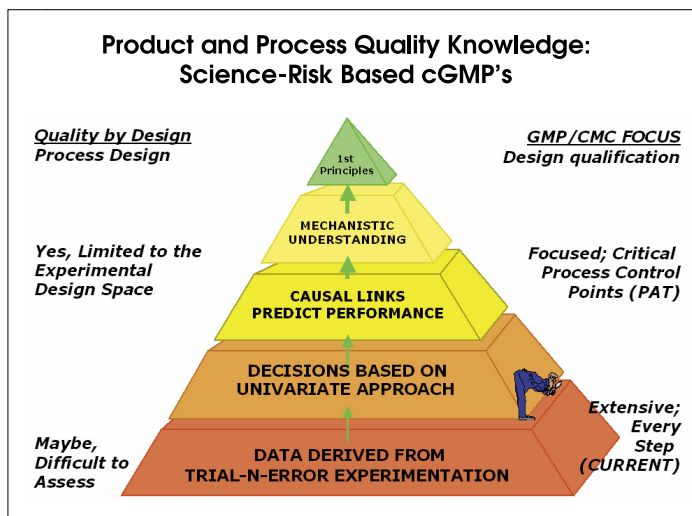 Product and Process Quality Knowledge:
Science-Risk Based cGMP's
Quality by Design
Process Design
GMP/CMC FOCUS
Design qualification
1st
Principles
MECHANISTIC
UNDERSTANDING
Yes, Limited to the
Experimental
Design Space
Focused; Critical
Process Control
Points (PAT)
CAUSAL LINKS
PREDICT PERFORMANCE
DECISIONS BASED ON
UNIVARIATE APPROACH
Maybe,
Difficult to
Assess
DATA DERIVED FROM
TRIAL-N-ERROR EXPERIMENTATION
Extensive;
Every
Step
(CURRENT)